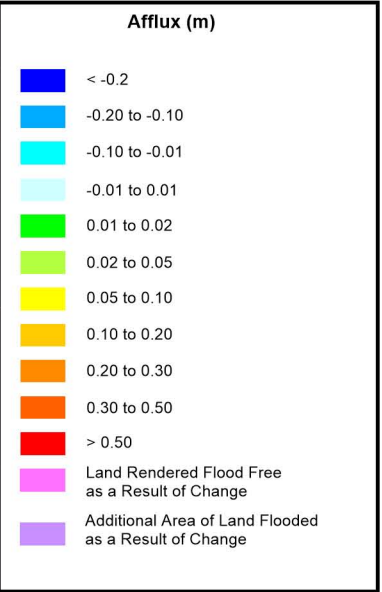 Afflux (m)
< -0.2
-0.20 to -0.10
-0.10 to -0.01
-0.01 to 0.01
0.01 to 0.02
0.02 to 0.05
0.05 to 0.10
0.10 to 0.20
0.20 to 0.30
0.30 to 0.50
> 0.50
Land Rendered Flood Free
as a Result of Change
Additional Area of Land Flooded
as a Result of Change